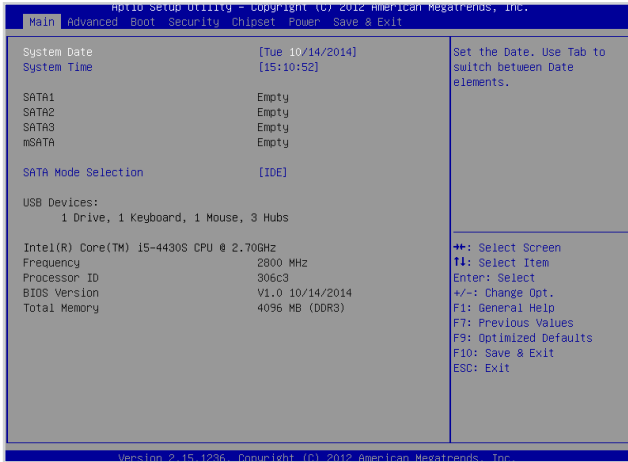 Aptio Setup Utility – Copyright (C) 2012 American Megatrends, Inc.
Main Advanced Boot Security Chipset Power Save & Exit
System Date [Tue 10/14/2014]
System Time [15:10:52]
SATA1 Empty
SATA2 Empty
SATA3 Empty
mSATA Empty
SATA Mode Selection [IDE]
USB Devices:
1 Drive, 1 Keyboard, 1 Mouse, 3 Hubs
Intel(R) Core(TM) i5-4430S CPU @ 2.70GHz
Frequency 2800 MHz
Processor ID 306c3
BIOS Version V1.0 10/14/2014
Total Memory 4096 MB (DDR3)
Set the Date. Use Tab to
switch between Date
elements.
→←: Select Screen
↑↓: Select Item
Enter: Select
+/-: Change Opt.
F1: General Help
F7: Previous Values
F9: Optimized Defaults
F10: Save & Exit
ESC: Exit
Version 2.15.1236. Copyright (C) 2012 American Megatrends, Inc.